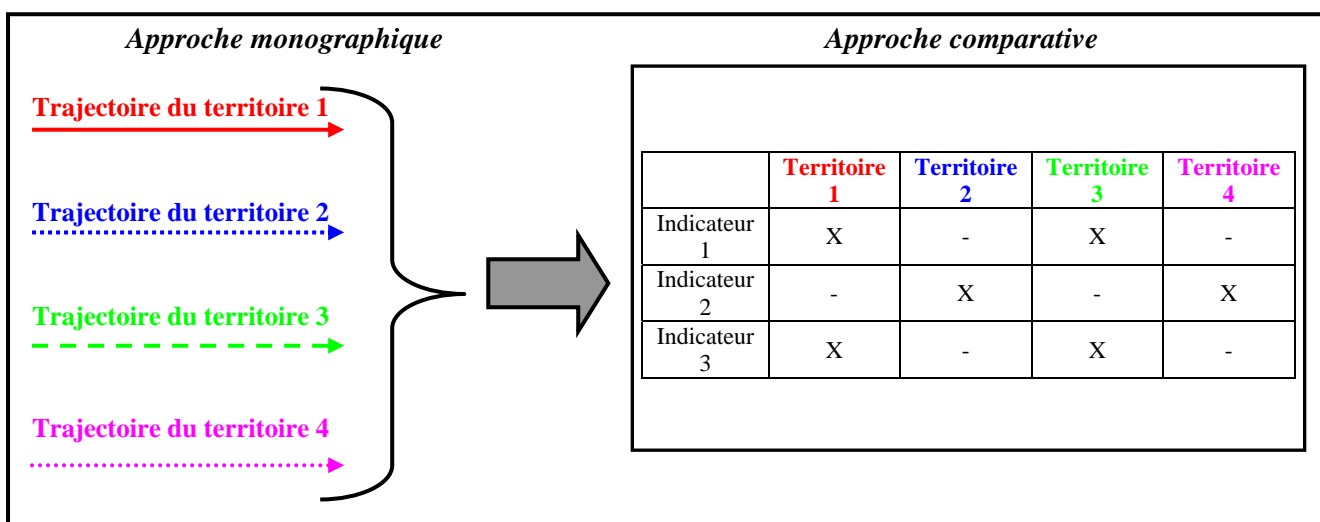 Approche monographique
Approche comparative
Trajectoire du territoire 1
Trajectoire du territoire 2
Trajectoire du territoire 3
Trajectoire du territoire 4
Territoire 1 Territoire 2 Territoire 3 Territoire 4
Indicateur 1 X - X -
Indicateur 2 - X - X
Indicateur 3 X - X -